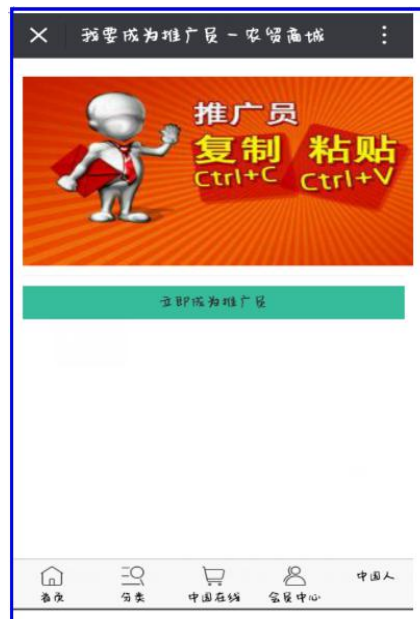 我要成为推广员-农贸商城
推广员
复制 粘贴
Ctrl+C Ctrl+V
立即成为推广员
首页 分类 中国在线 会员中心 中国人